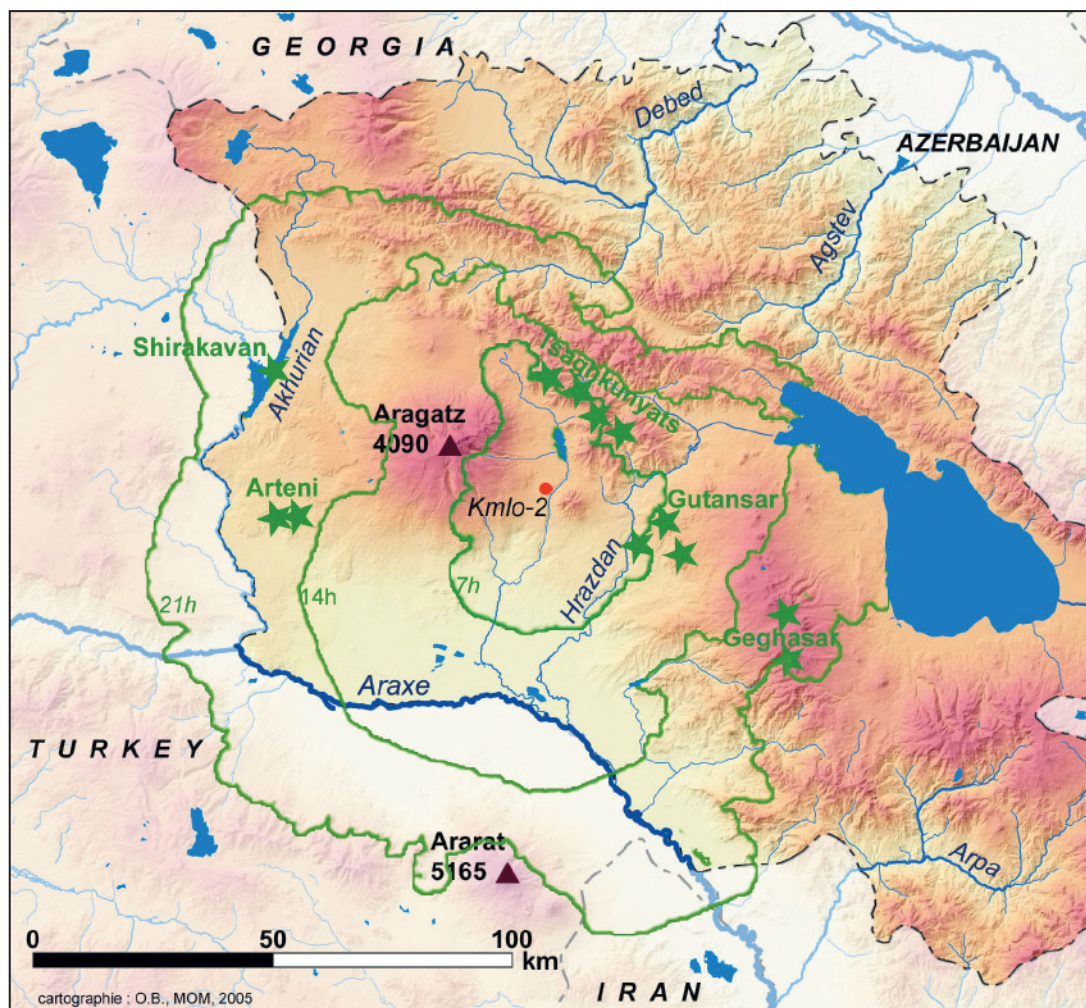 GEORGIA
Debed
AZERBAIJAN
Agstev
Shirakavan
Akhurian
Tsaghkunyats
Aragatz
4090
Arteni
Kmlo-2
Gutansar
Hrazdan
21h
14h
7h
Geghasar
Araxe
TURKEY
Ararat
5165
Arpa
0 50 100
km
IRAN
cartographie : O.B., MOM, 2005